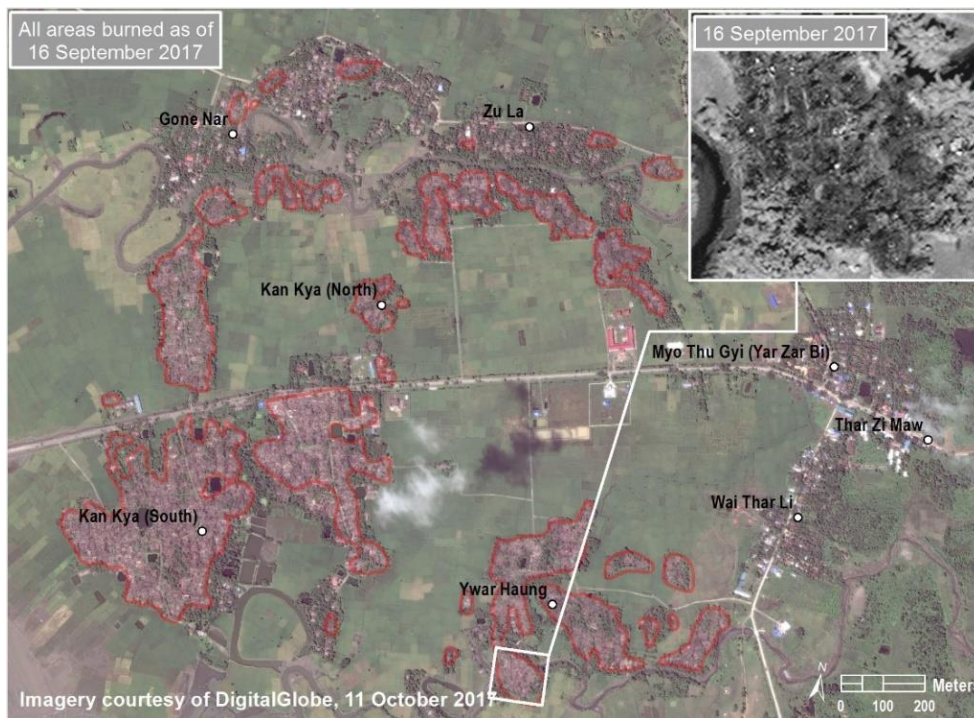 All areas burned as of
16 September 2017
16 September 2017
Gone Nar
Zu La
Kan Kya (North)
Myo Thu Gyi (Yar Zar Bi)
Thar Zi Maw
Wai Thar Li
Kan Kya (South)
Ywar Haung
Imagery courtesy of DigitalGlobe, 11 October 2017
N
Meter
0 100 200